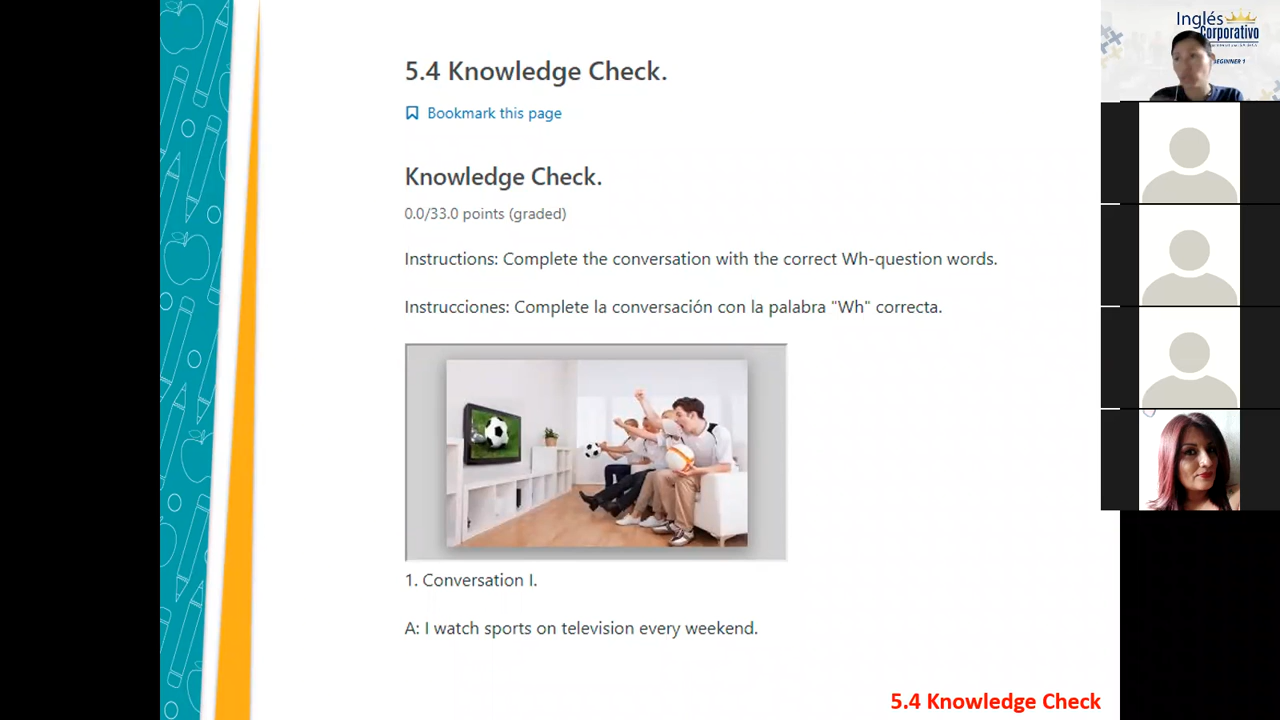 5.4 Knowledge Check.
Bookmark this page
Knowledge Check.
0.0/33.0 points (graded)
Instructions: Complete the conversation with the correct Wh-question words.
Instrucciones: Complete la conversación con la palabra "Wh" correcta.
1. Conversation I.
A: I watch sports on television every weekend.
5.4 Knowledge Check
Inglés
Corporativo
BEGINNER 1